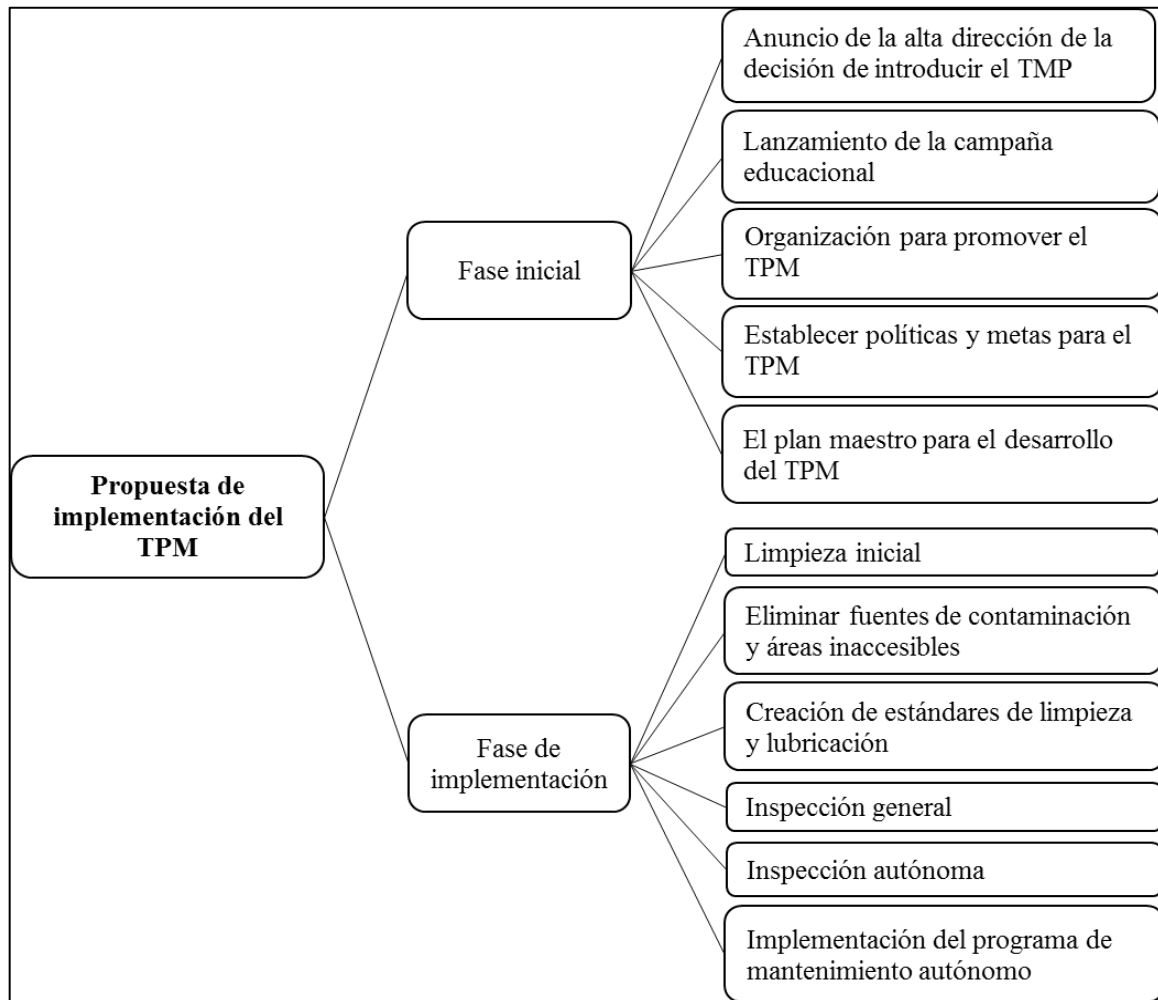 Propuesta de
implementación del
TPM
Fase inicial
Anuncio de la alta dirección de la
decisión de introducir el TMP
Lanzamiento de la campaña
educacional
Organización para promover el
TPM
Establecer políticas y metas para el
TPM
El plan maestro para el desarrollo
del TPM
Fase de
implementación
Limpieza inicial
Eliminar fuentes de contaminación
y áreas inaccesibles
Creación de estándares de limpieza
y lubricación
Inspección general
Inspección autónoma
Implementación del programa de
mantenimiento autónomo